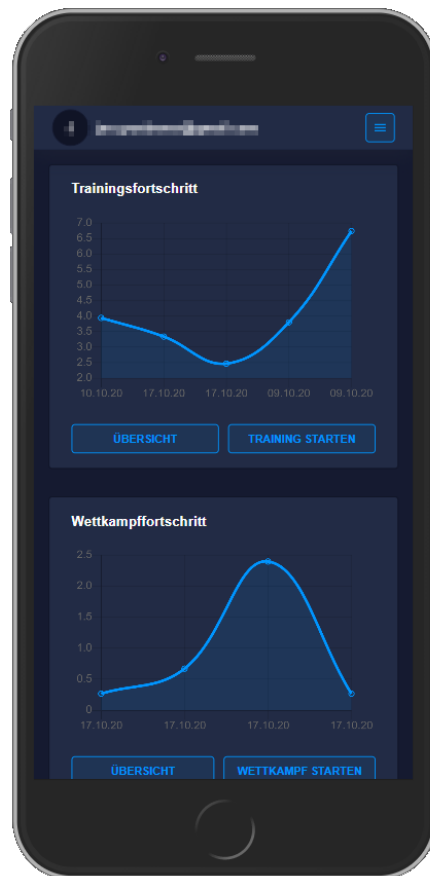 Trainingsfortschritt
7.0
6.5
6.0
5.5
5.0
4.5
4.0
3.5
3.0
2.5
2.0
10.10.20 17.10.20 17.10.20 09.10.20 09.10.20
ÜBERSICHT TRAINING STARTEN
Wettkampffortschritt
2.5
2.0
1.5
1.0
0.5
0
17.10.20 17.10.20 17.10.20 17.10.20
ÜBERSICHT WETTKAMPF STARTEN